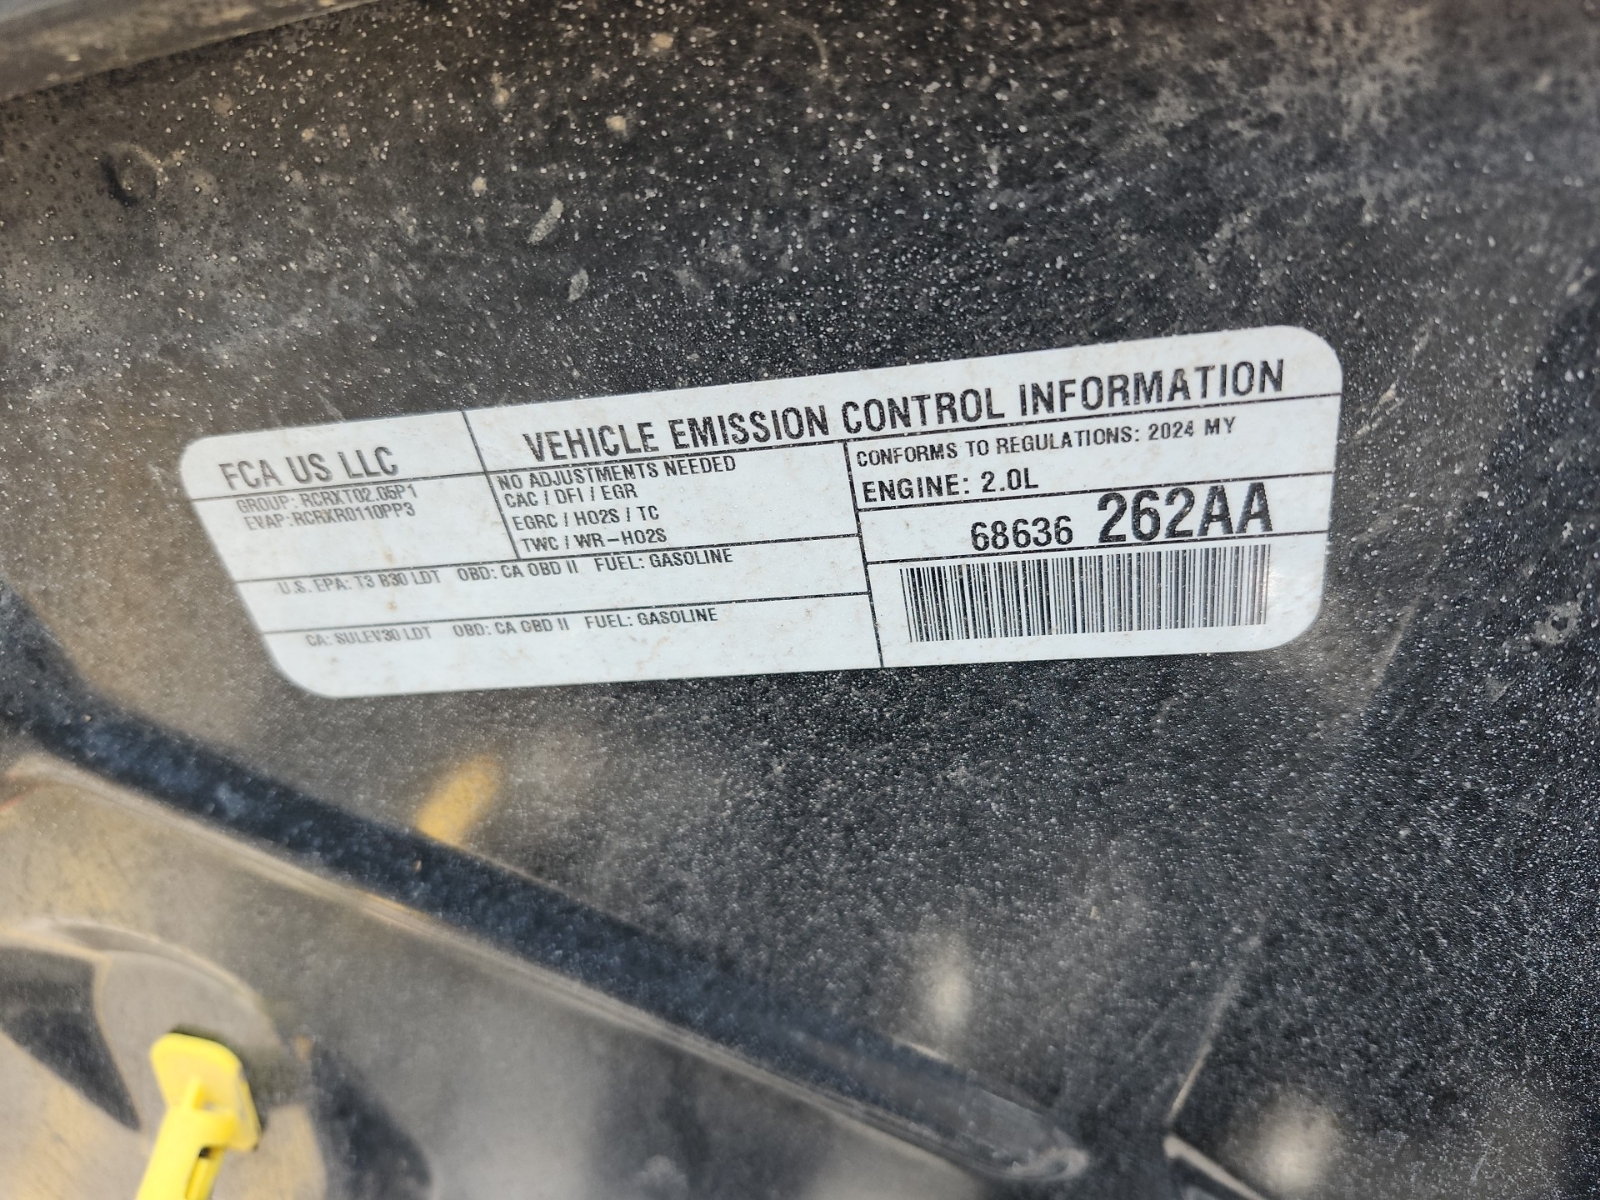 FCA US LLC
VEHICLE EMISSION CONTROL INFORMATION
GROUP: RCRXT02.05P1
EVAP: RCRXR0110PP3
NO ADJUSTMENTS NEEDED
CAC / DFI / EGR
EGRC / HO2S / TC
TWC / WR-HO2S
U.S. EPA: T3 B30 LDT OBD: CA OBD II FUEL: GASOLINE
CA: SULEV30 LDT OBD: CA OBD II FUEL: GASOLINE
CONFORMS TO REGULATIONS: 2024 MY
ENGINE: 2.0L
68636 262AA